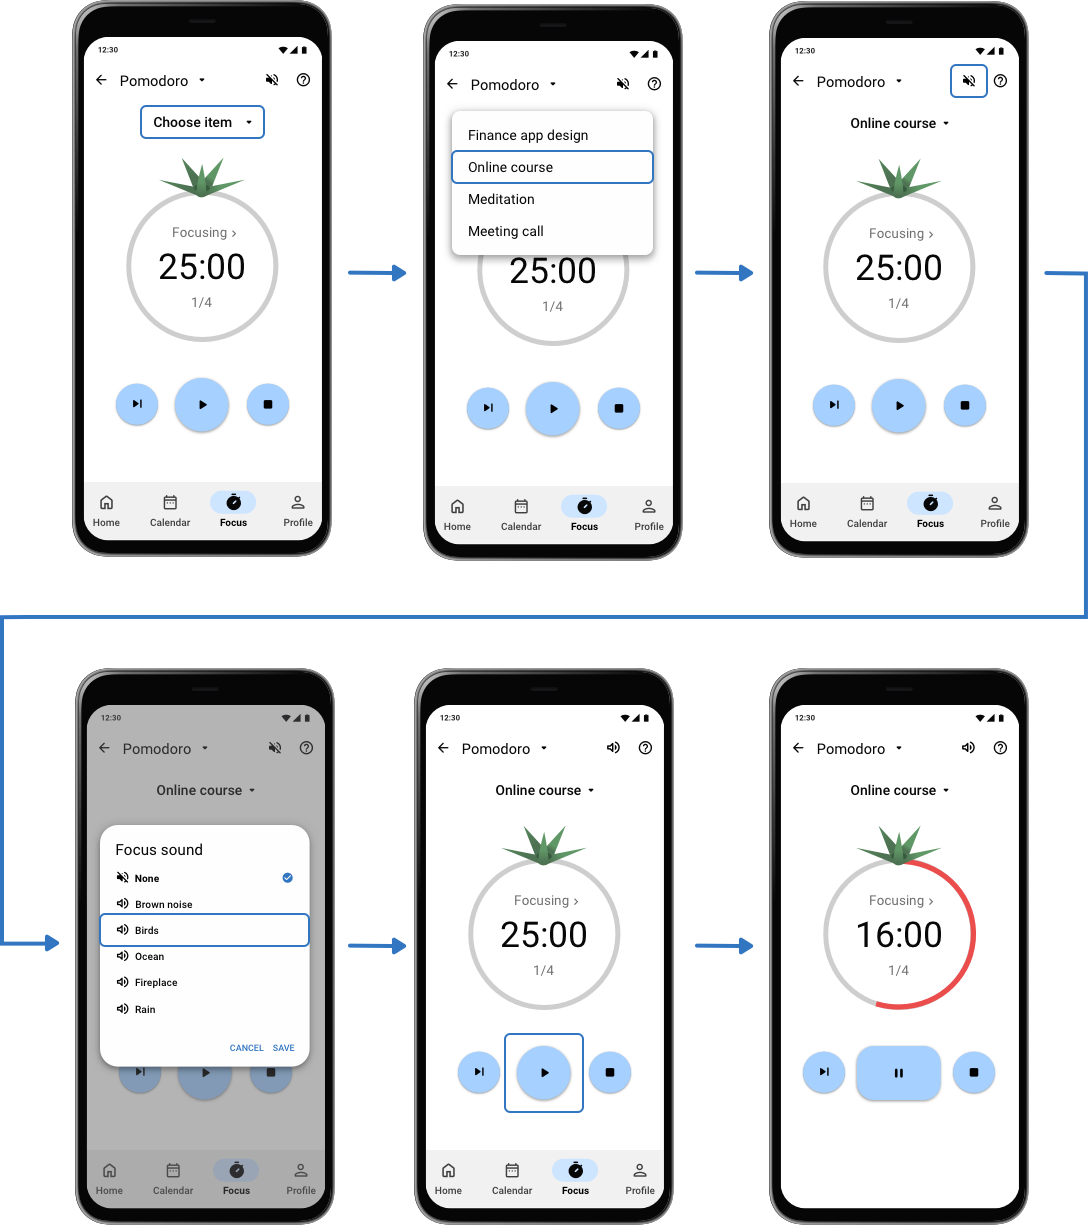 12:30
Pomodoro
Choose item
Focusing
25:00
1/4
Home Calendar Focus Profile
12:30
Pomodoro
Finance app design
Online course
Meditation
Meeting call
25:00
1/4
Home Calendar Focus Profile
12:30
Pomodoro
Online course
Focusing
25:00
1/4
Home Calendar Focus Profile
12:30
Pomodoro
Online course
Focus sound
None
Brown noise
Birds
Ocean
Fireplace
Rain
CANCEL SAVE
Home Calendar Focus Profile
12:30
Pomodoro
Online course
Focusing
25:00
1/4
Home Calendar Focus Profile
12:30
Pomodoro
Online course
Focusing
16:00
1/4